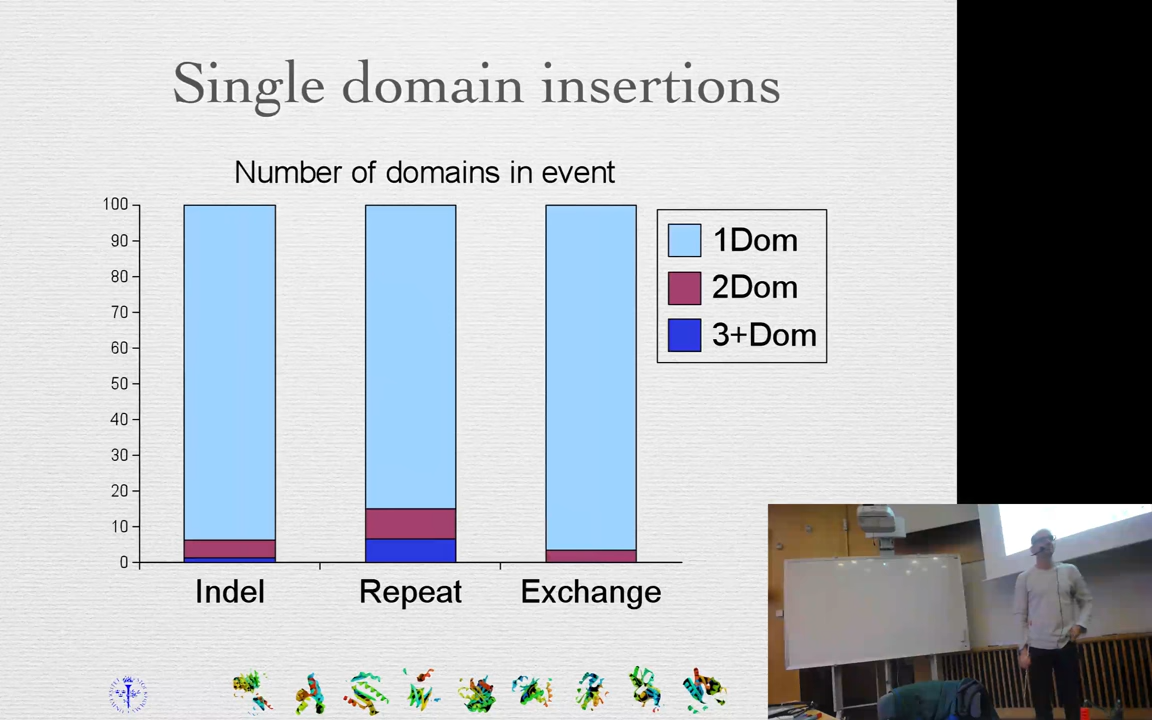 Single domain insertions
Number of domains in event
100
90
80
70
60
50
40
30
20
10
0
1Dom
2Dom
3+Dom
Indel
Repeat
Exchange